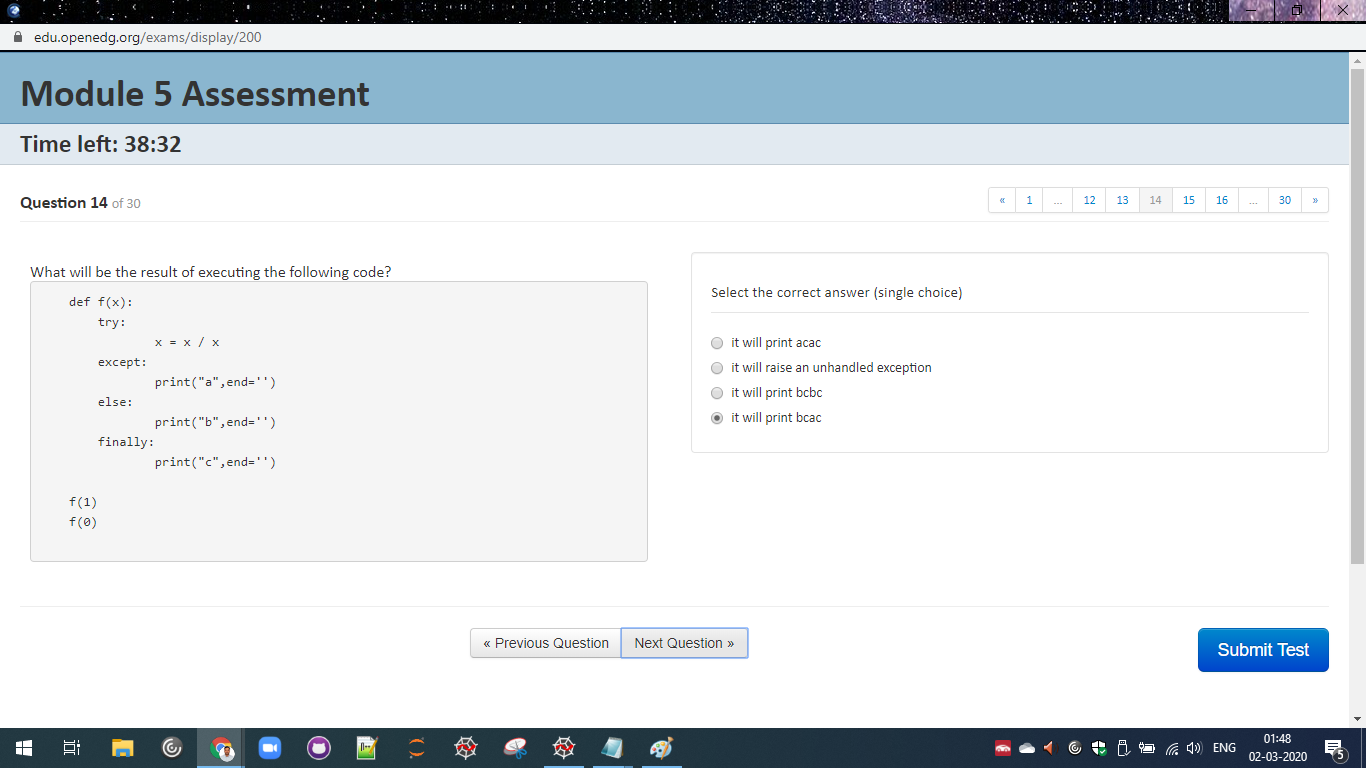 edu.openedg.org/exams/display/200
Module 5 Assessment
Time left: 38:32
Question 14 of 30
« 1 ... 12 13 14 15 16 ... 30 »
What will be the result of executing the following code?
def f(x):
try:
x = x / x
except:
print("a",end='')
else:
print("b",end='')
finally:
print("c",end='')
f(1)
f(0)
Select the correct answer (single choice)
it will print acac
it will raise an unhandled exception
it will print bcbc
it will print bcac
« Previous Question
Next Question »
Submit Test
ENG
01:48
02-03-2020
5